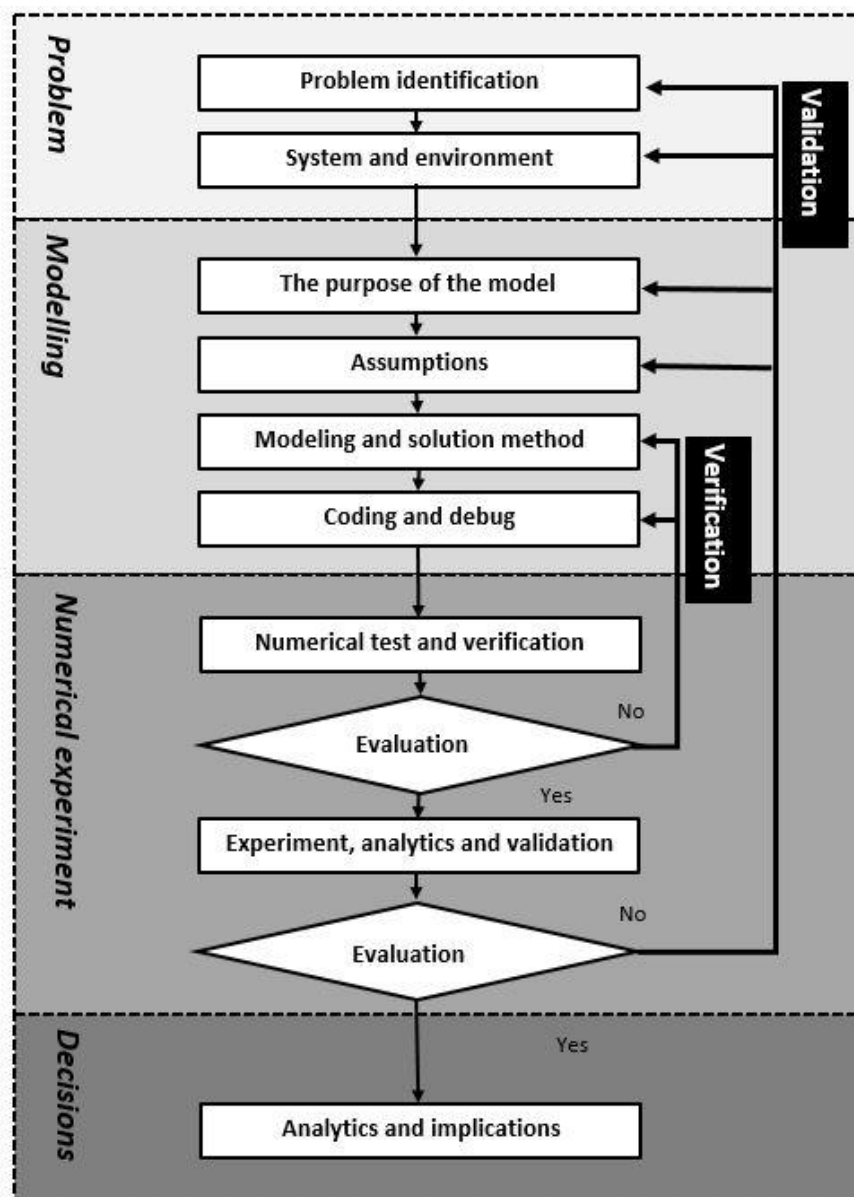 Problem
Problem identification
System and environment
Validation
Modelling
The purpose of the model
Assumptions
Modeling and solution method
Coding and debug
Verification
Numerical experiment
Numerical test and verification
Evaluation
No
Yes
Experiment, analytics and validation
Evaluation
No
Decisions
Yes
Analytics and implications